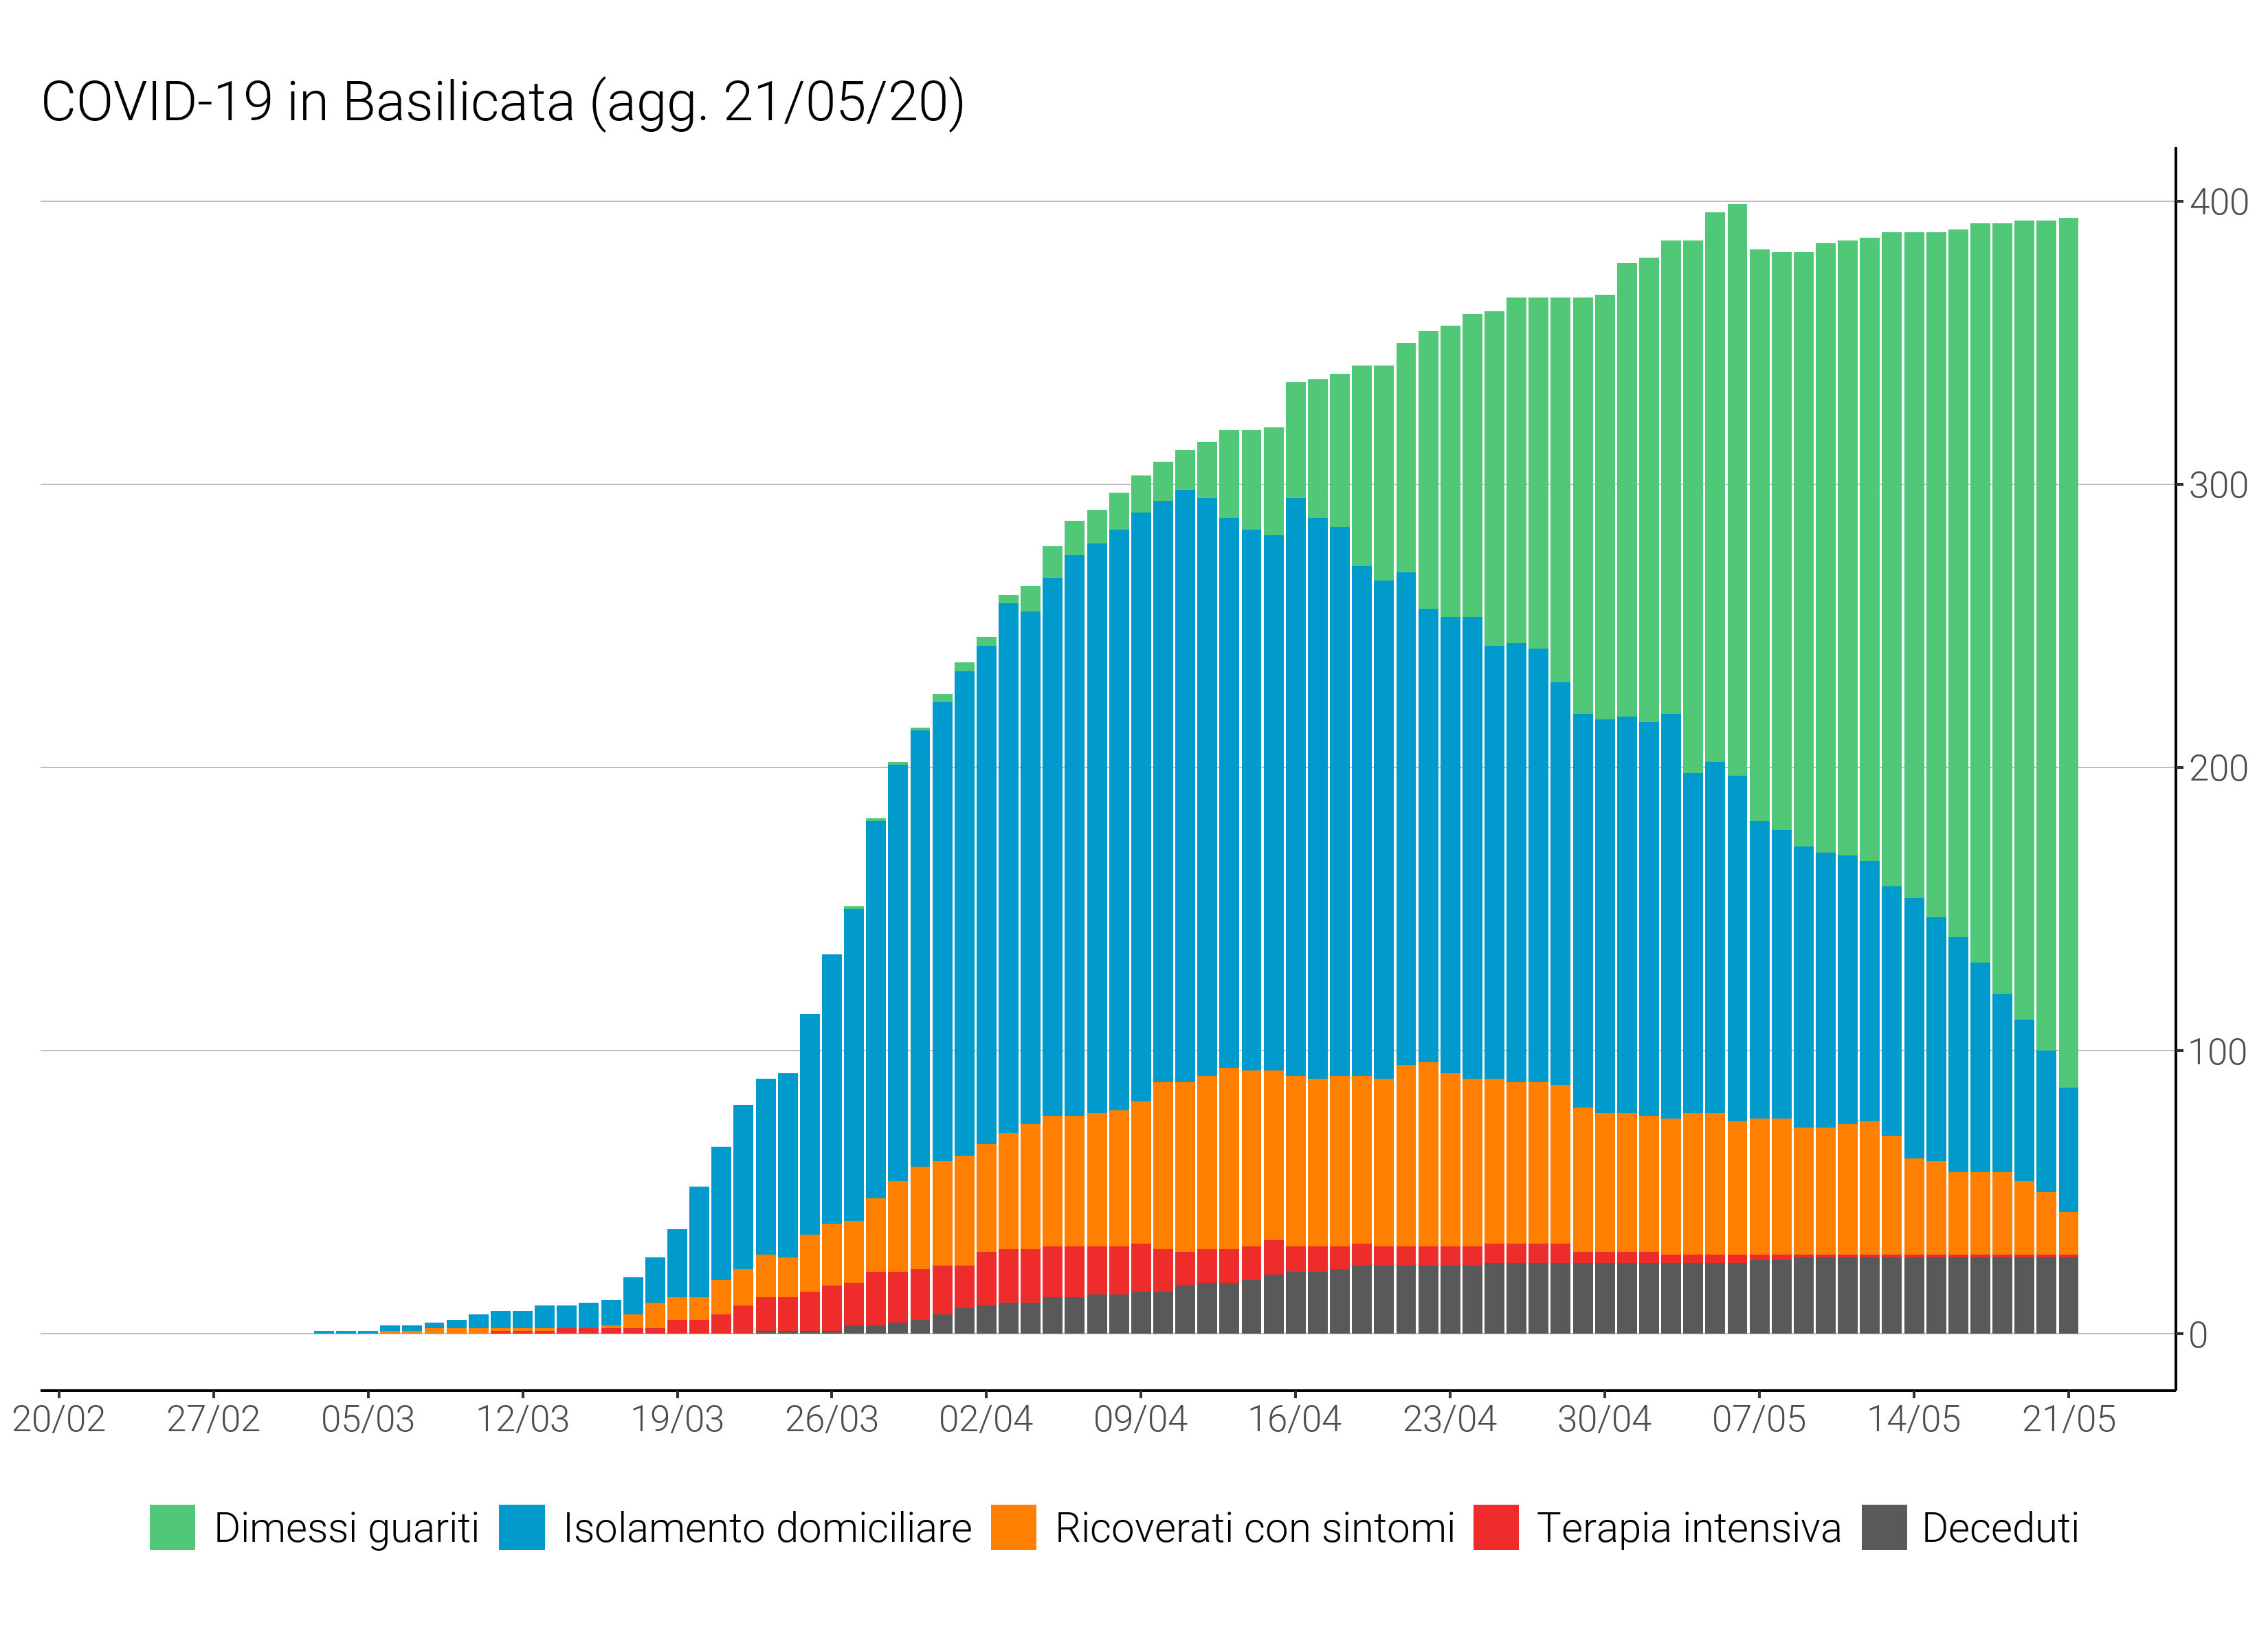 COVID-19 in Basilicata (agg. 21/05/20)
400
300
200
100
0
20/02 27/02 05/03 12/03 19/03 26/03 02/04 09/04 16/04 23/04 30/04 07/05 14/05 21/05
Dimessi guariti Isolamento domiciliare Ricoverati con sintomi Terapia intensiva Deceduti